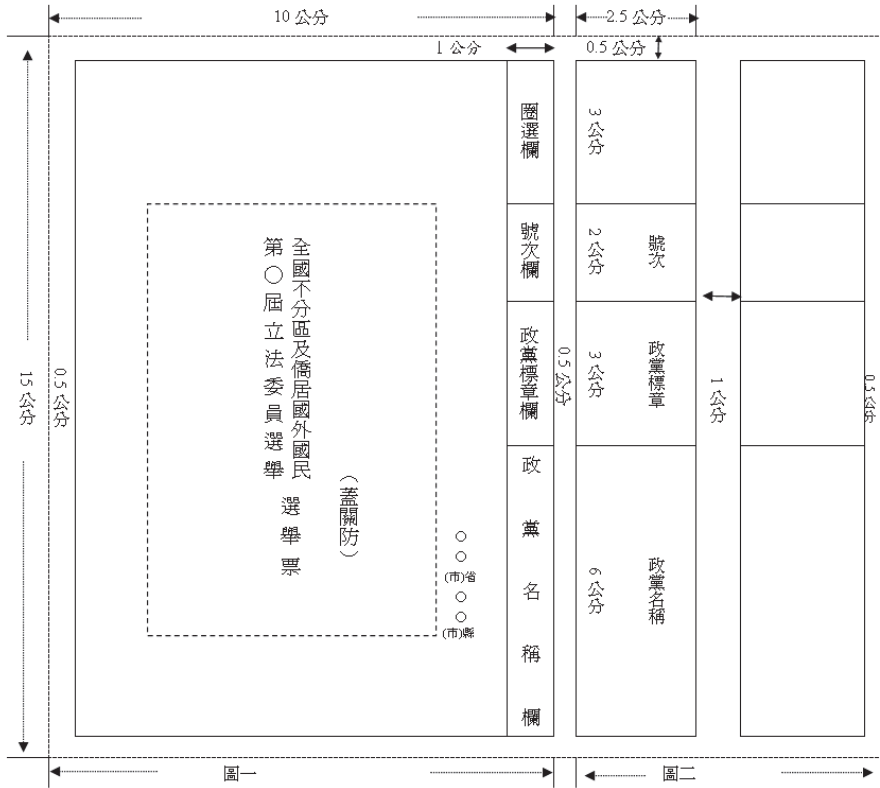 10 公分
2.5 公分
1 公分
0.5 公分
圈選欄
3 公分
號次欄
2 公分
號次
政黨標章欄
0.5 公分
3 公分
政黨標章
1 公分
0.5 公分
15 公分
0.5 公分
第○屆立法委員選舉
全國不分區及僑居國外國民
選舉票
（蓋關防）
○○
(市)省
○○
(市)縣
政黨名稱欄
6 公分
政黨名稱
圖一
圖二